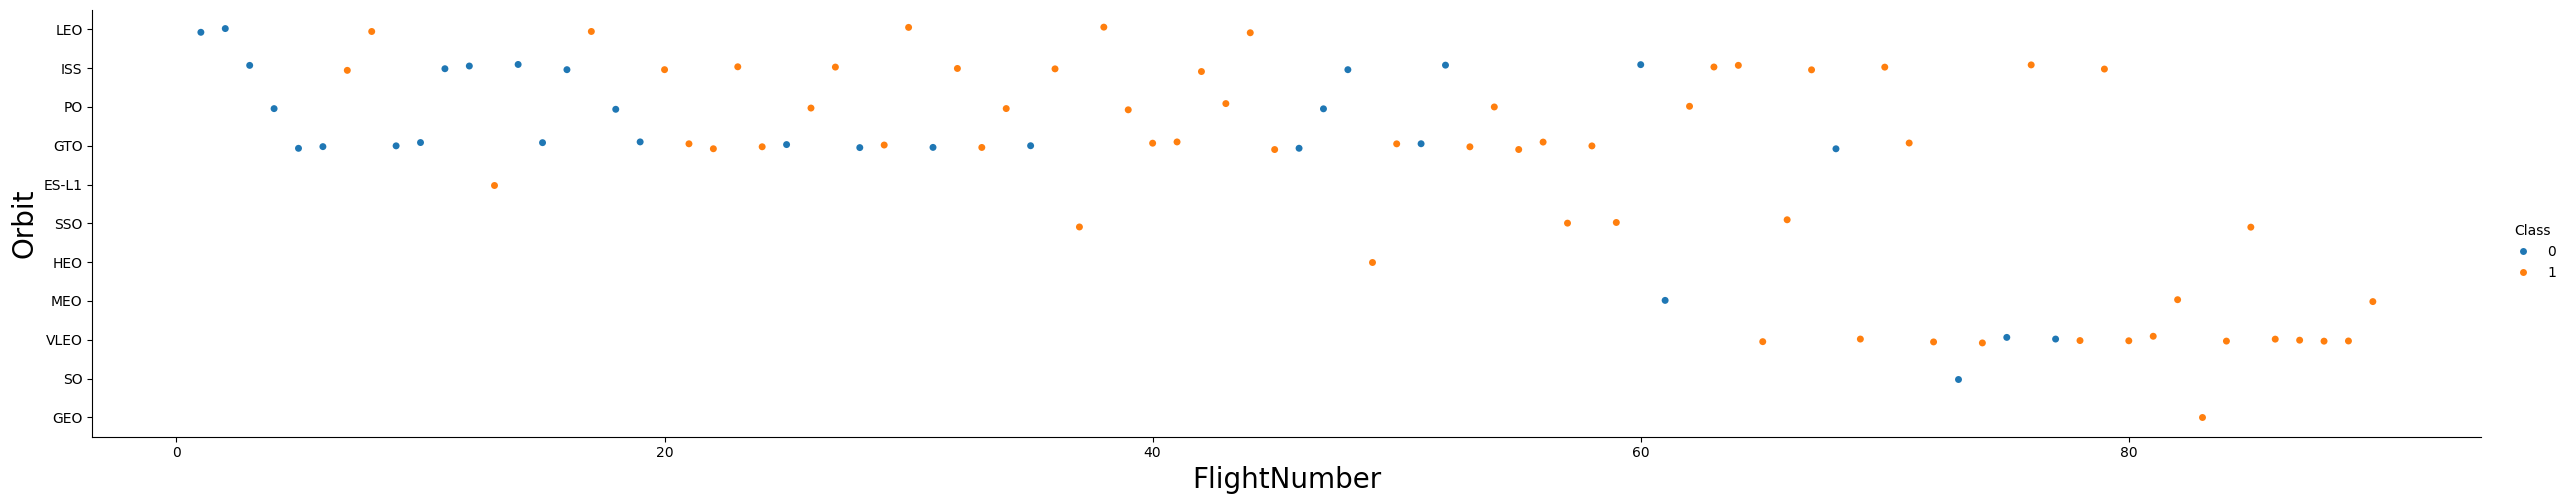 LEO
ISS
PO
GTO
ES-L1
SSO
HEO
MEO
VLEO
SO
GEO
Orbit
0 20 40 60 80
FlightNumber
Class
0
1